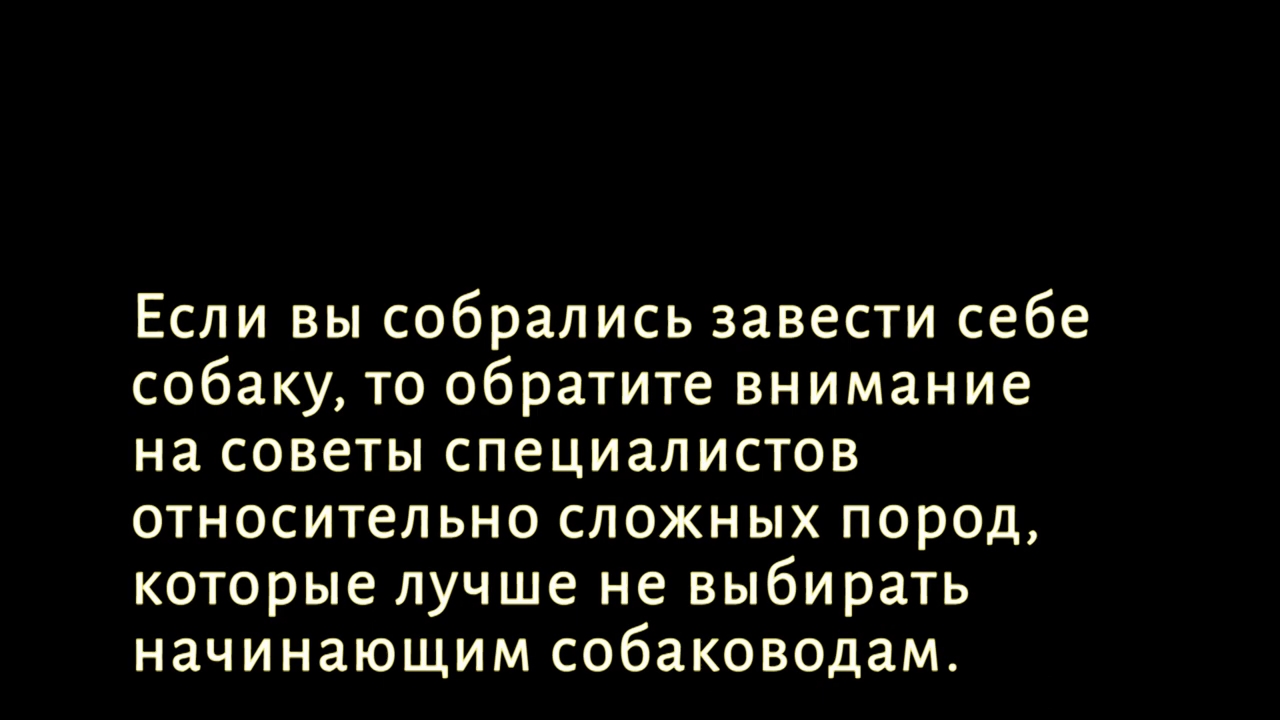 Если вы собрались завести себе
собаку, то обратите внимание
на советы специалистов
относительно сложных пород,
которые лучше не выбирать
начинающим собаководам.